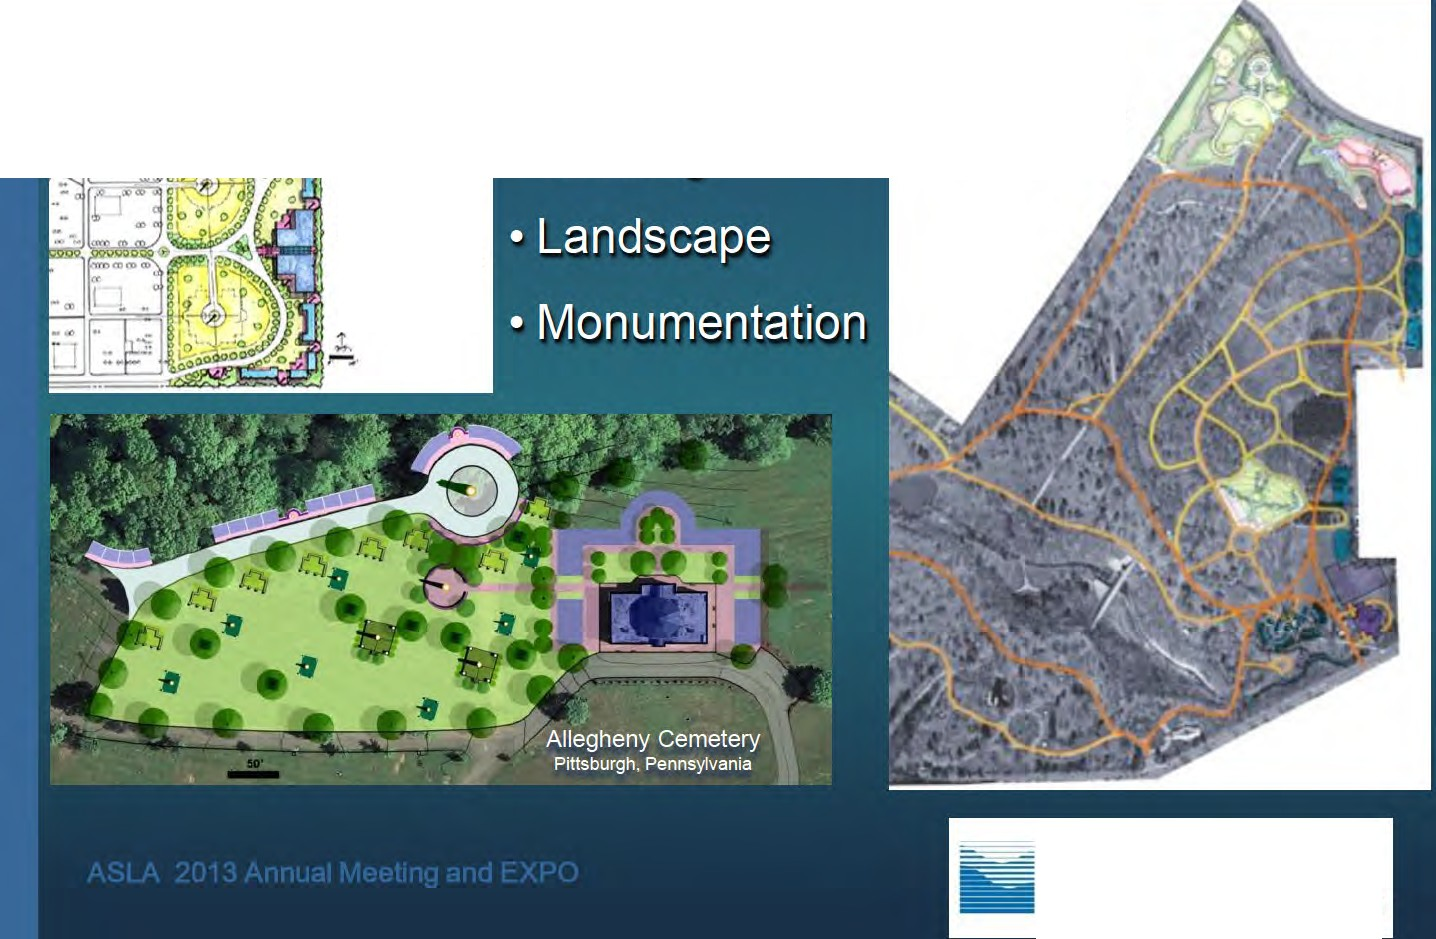 • Landscape
• Monumentation
50'
Allegheny Cemetery
Pittsburgh, Pennsylvania
ASLA 2013 Annual Meeting and EXPO